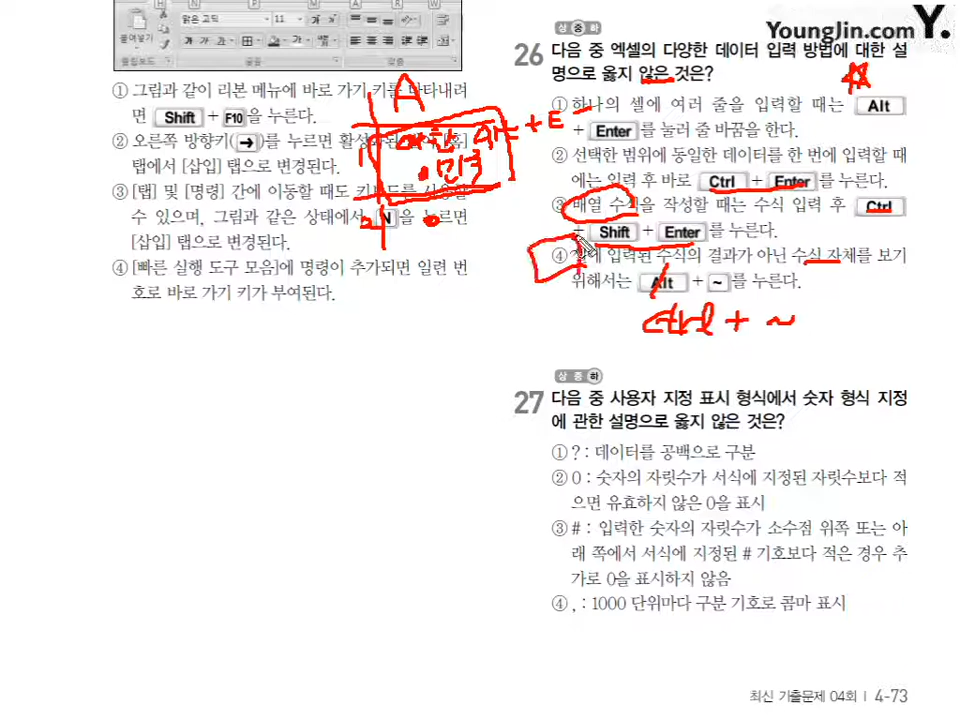 맑은 고딕
11
붙여넣기
클립보드
글꼴
맞춤
① 그림과 같이 리본 메뉴에 바로 가기 키를 나타내려
면 Shift + F10 을 누른다.
② 오른쪽 방향키(→)를 누르면 활성화된 [홈]
탭에서 [삽입] 탭으로 변경된다.
③ [탭] 및 [명령] 간에 이동할 때도 키보드를 사용할
수 있으며, 그림과 같은 상태에서 N 을 누르면
[삽입] 탭으로 변경된다.
④ [빠른 실행 도구 모음]에 명령이 추가되면 일련 번
호로 바로 가기 키가 부여된다.
A
Alt + E
YoungJin.com Y.
상 중 하
26 다음 중 엑셀의 다양한 데이터 입력 방법에 대한 설
명으로 옳지 않은 것은?
① 하나의 셀에 여러 줄을 입력할 때는 Alt
+ Enter 를 눌러 줄 바꿈을 한다.
② 선택한 범위에 동일한 데이터를 한 번에 입력할 때
에는 입력 후 바로 Ctrl + Enter 를 누른다.
③ 배열 수식을 작성할 때는 수식 입력 후 Ctrl
+ Shift + Enter 를 누른다.
④ 셀에 입력된 수식의 결과가 아닌 수식 자체를 보기
위해서는 Alt + ~ 를 누른다.
ctrl + ~
상 중 하
27 다음 중 사용자 지정 표시 형식에서 숫자 형식 지정
에 관한 설명으로 옳지 않은 것은?
① ? : 데이터를 공백으로 구분
② 0 : 숫자의 자릿수가 서식에 지정된 자릿수보다 적
으면 유효하지 않은 0을 표시
③ # : 입력한 숫자의 자릿수가 소수점 위쪽 또는 아
래 쪽에서 서식에 지정된 # 기호보다 적은 경우 추
가로 0을 표시하지 않음
④ , : 1000 단위마다 구분 기호로 콤마 표시
최신 기출문제 04회 | 4-73